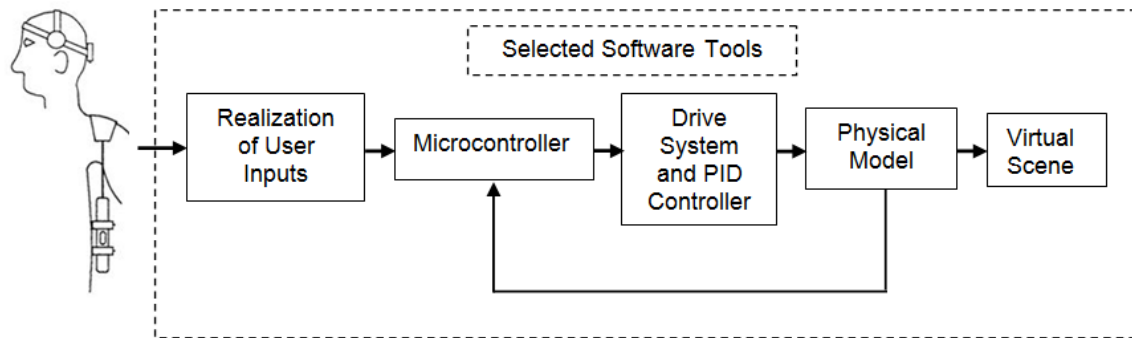 Selected Software Tools
Realization
of User
Inputs
Microcontroller
Drive
System
and PID
Controller
Physical
Model
Virtual
Scene